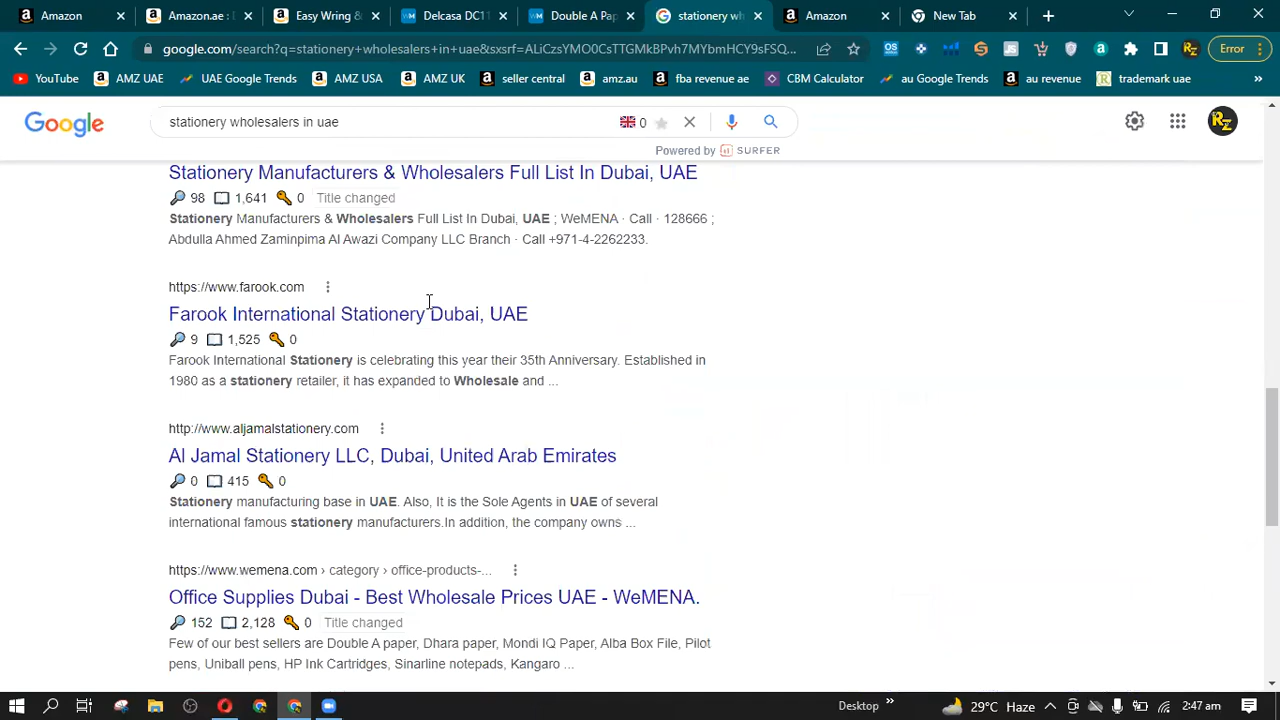 Amazon
Amazon.ae : D
Easy Wring &
Delcasa DC11
Double A Pap
stationery wh
Amazon
New Tab
google.com/search?q=stationery+wholesalers+in+uae&sxsrf=ALiCzsYMO0CsTTGMkBPvh7MYbmHCY9sFSQ...
Error
YouTube
AMZ UAE
UAE Google Trends
AMZ USA
AMZ UK
seller central
amz.au
fba revenue ae
CBM Calculator
au Google Trends
au revenue
trademark uae
Google
stationery wholesalers in uae
0
RZ
Powered by SURFER
Stationery Manufacturers & Wholesalers Full List In Dubai, UAE
98 1,641 0 Title changed
Stationery Manufacturers & Wholesalers Full List In Dubai, UAE ; WeMENA · Call · 128666 ;
Abdulla Ahmed Zaminpima Al Awazi Company LLC Branch · Call +971-4-2262233.
https://www.farook.com
Farook International Stationery Dubai, UAE
9 1,525 0
Farook International Stationery is celebrating this year their 35th Anniversary. Established in
1980 as a stationery retailer, it has expanded to Wholesale and ...
http://www.aljamalstationery.com
Al Jamal Stationery LLC, Dubai, United Arab Emirates
0 415 0
Stationery manufacturing base in UAE. Also, It is the Sole Agents in UAE of several
international famous stationery manufacturers.In addition, the company owns ...
https://www.wemena.com › category › office-products-...
Office Supplies Dubai - Best Wholesale Prices UAE - WeMENA.
152 2,128 0 Title changed
Few of our best sellers are Double A paper, Dhara paper, Mondi IQ Paper, Alba Box File, Pilot
pens, Uniball pens, HP Ink Cartridges, Sinarline notepads, Kangaro ...
Desktop
29°C Haze
2:47 am